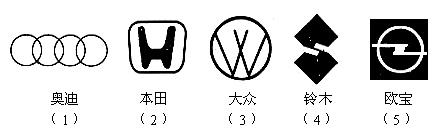 奥迪 本田 大众 铃木 欧宝
(1) (2) (3) (4) (5)